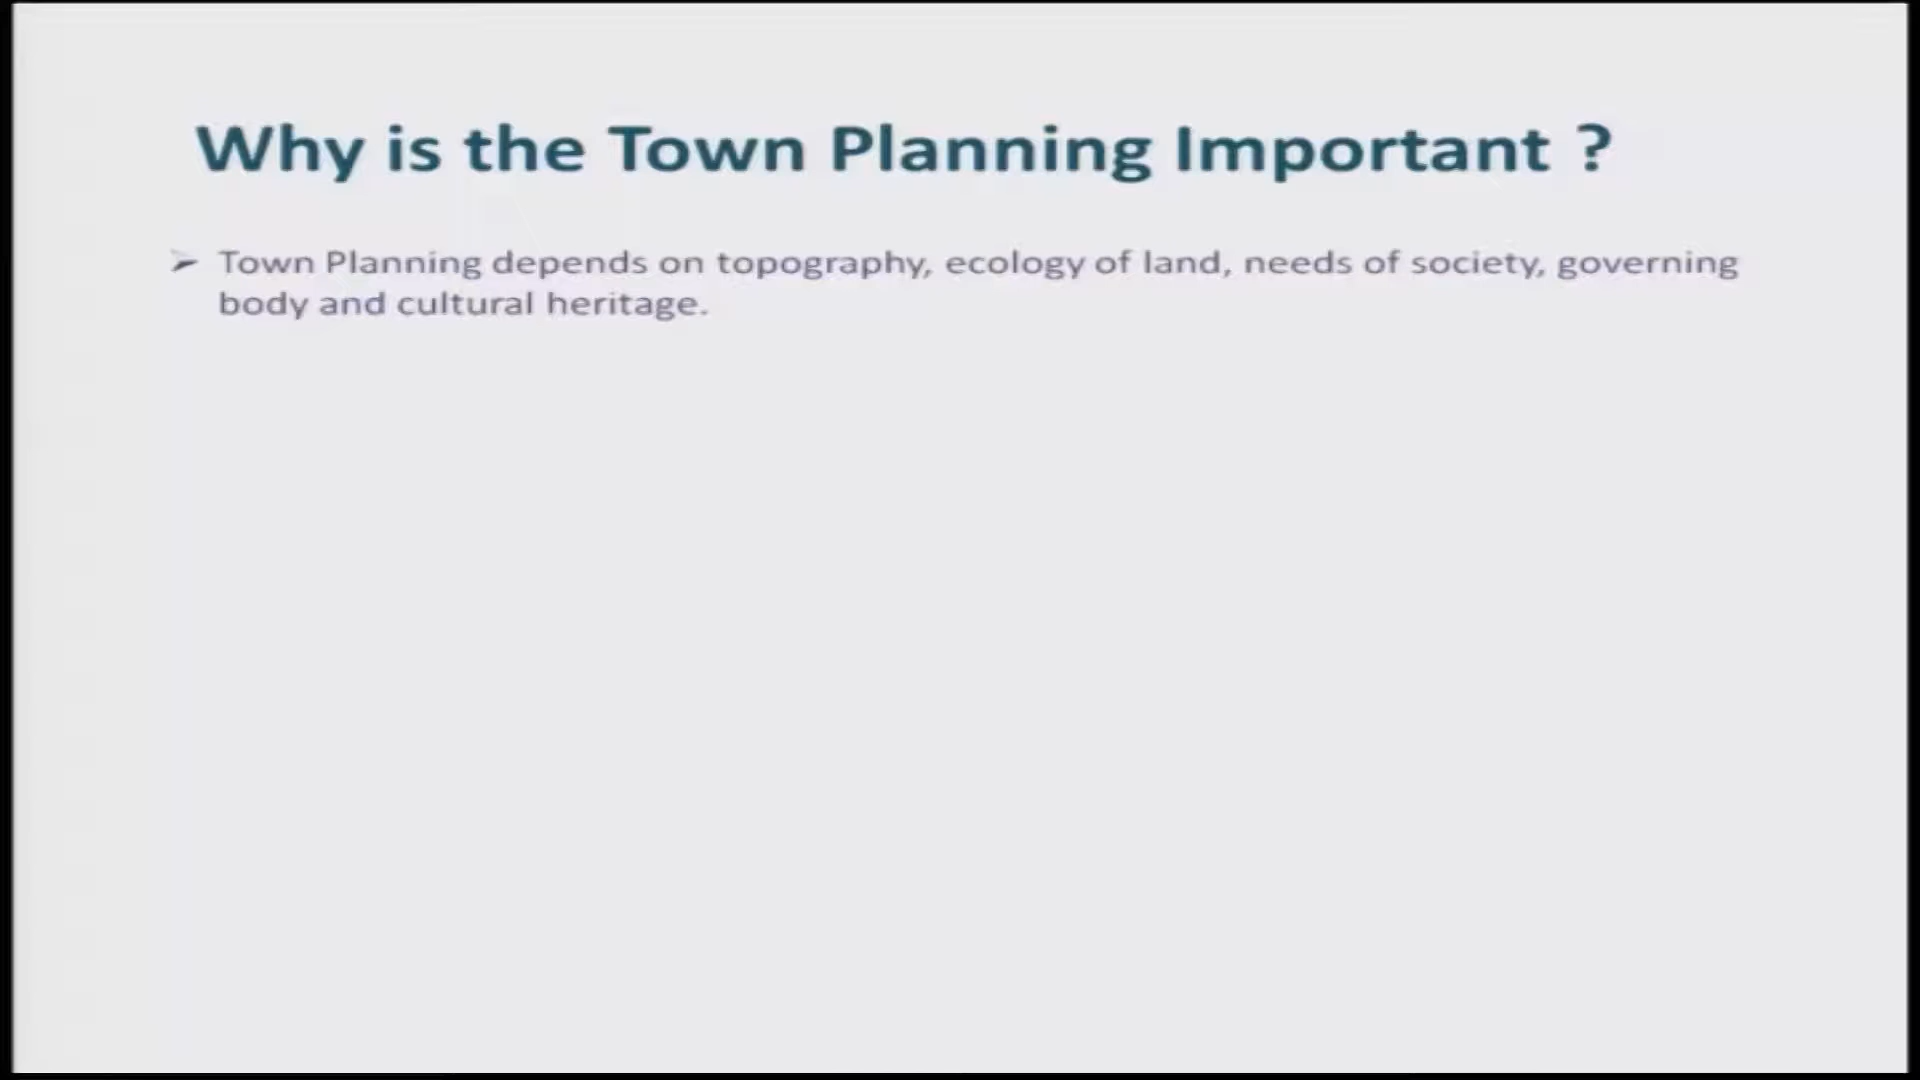 Why is the Town Planning Important ?
➢ Town Planning depends on topography, ecology of land, needs of society, governing
body and cultural heritage.